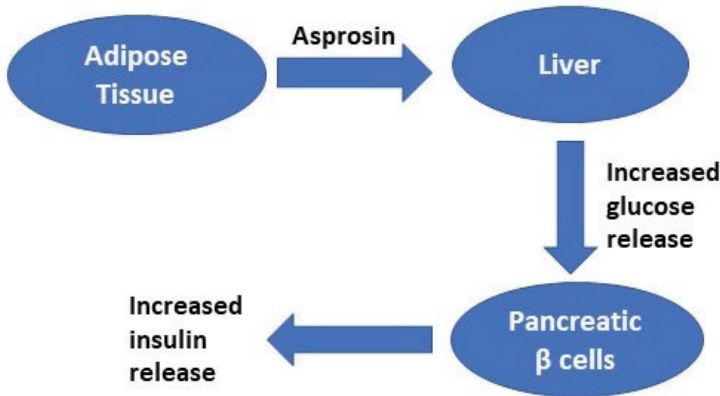 Adipose
Tissue
Asprosin
Liver
Increased
glucose
release
Pancreatic
β cells
Increased
insulin
release